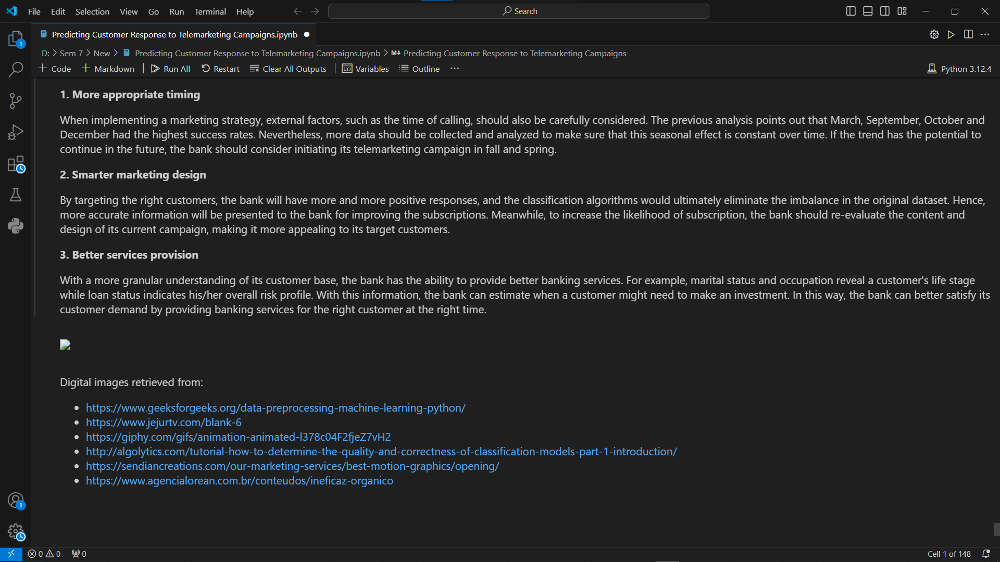 File Edit Selection View Go Run Terminal Help Search
Predicting Customer Response to Telemarketing Campaigns.ipynb
D: > Sem 7 > New > Predicting Customer Response to Telemarketing Campaigns.ipynb > M↓ Predicting Customer Response to Telemarketing Campaigns
+ Code + Markdown | Run All Restart Clear All Outputs | Variables Outline ··· Python 3.12.4
1. More appropriate timing
When implementing a marketing strategy, external factors, such as the time of calling, should also be carefully considered. The previous analysis points out that March, September, October and
December had the highest success rates. Nevertheless, more data should be collected and analyzed to make sure that this seasonal effect is constant over time. If the trend has the potential to
continue in the future, the bank should consider initiating its telemarketing campaign in fall and spring.
2. Smarter marketing design
By targeting the right customers, the bank will have more and more positive responses, and the classification algorithms would ultimately eliminate the imbalance in the original dataset. Hence,
more accurate information will be presented to the bank for improving the subscriptions. Meanwhile, to increase the likelihood of subscription, the bank should re-evaluate the content and
design of its current campaign, making it more appealing to its target customers.
3. Better services provision
With a more granular understanding of its customer base, the bank has the ability to provide better banking services. For example, marital status and occupation reveal a customer's life stage
while loan status indicates his/her overall risk profile. With this information, the bank can estimate when a customer might need to make an investment. In this way, the bank can better satisfy its
customer demand by providing banking services for the right customer at the right time.
Digital images retrieved from:
• https://www.geeksforgeeks.org/data-preprocessing-machine-learning-python/
• https://www.jejurtv.com/blank-6
• https://giphy.com/gifs/animation-animated-l378c04F2fjeZ7vH2
• http://algolytics.com/tutorial-how-to-determine-the-quality-and-correctness-of-classification-models-part-1-introduction/
• https://sendiancreations.com/our-marketing-services/best-motion-graphics/opening/
• https://www.agencialorean.com.br/conteudos/ineficaz-organico
1
1
0 0 0 Cell 1 of 148